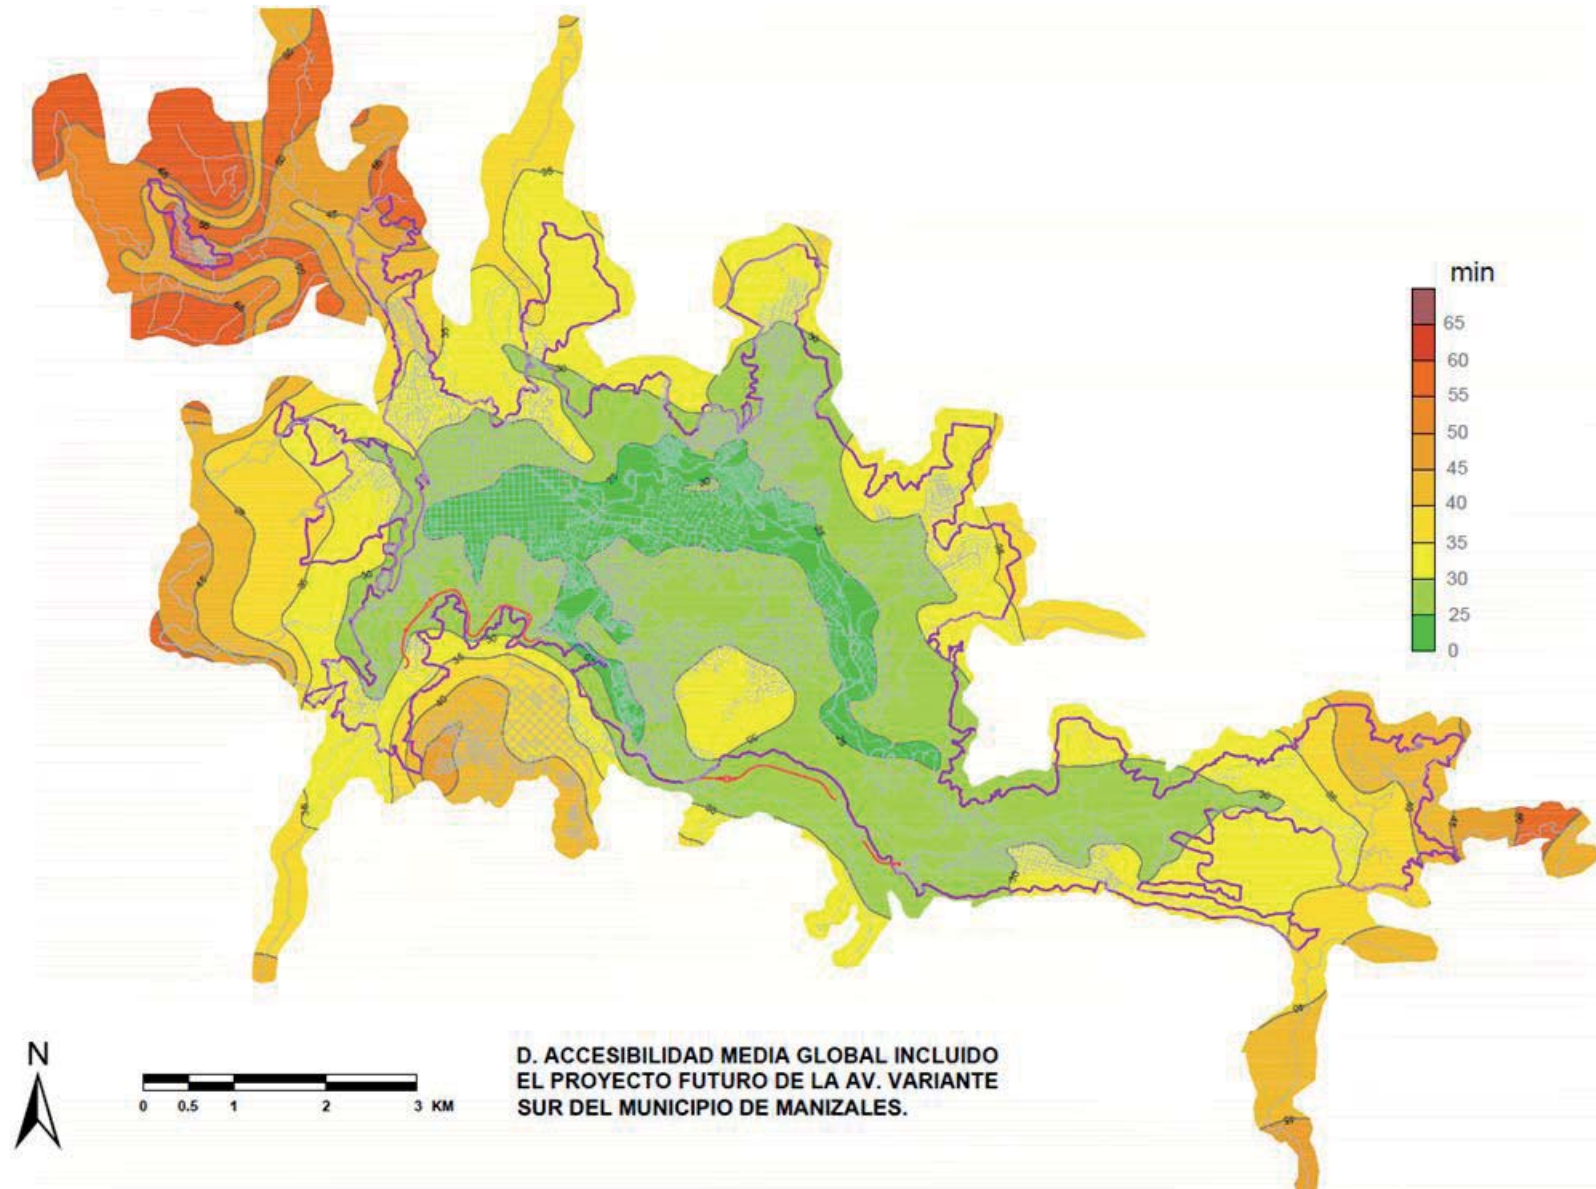 min
65
60
55
50
45
40
35
30
25
0
N
0 0.5 1 2 3 KM
D. ACCESIBILIDAD MEDIA GLOBAL INCLUIDO
EL PROYECTO FUTURO DE LA AV. VARIANTE
SUR DEL MUNICIPIO DE MANIZALES.